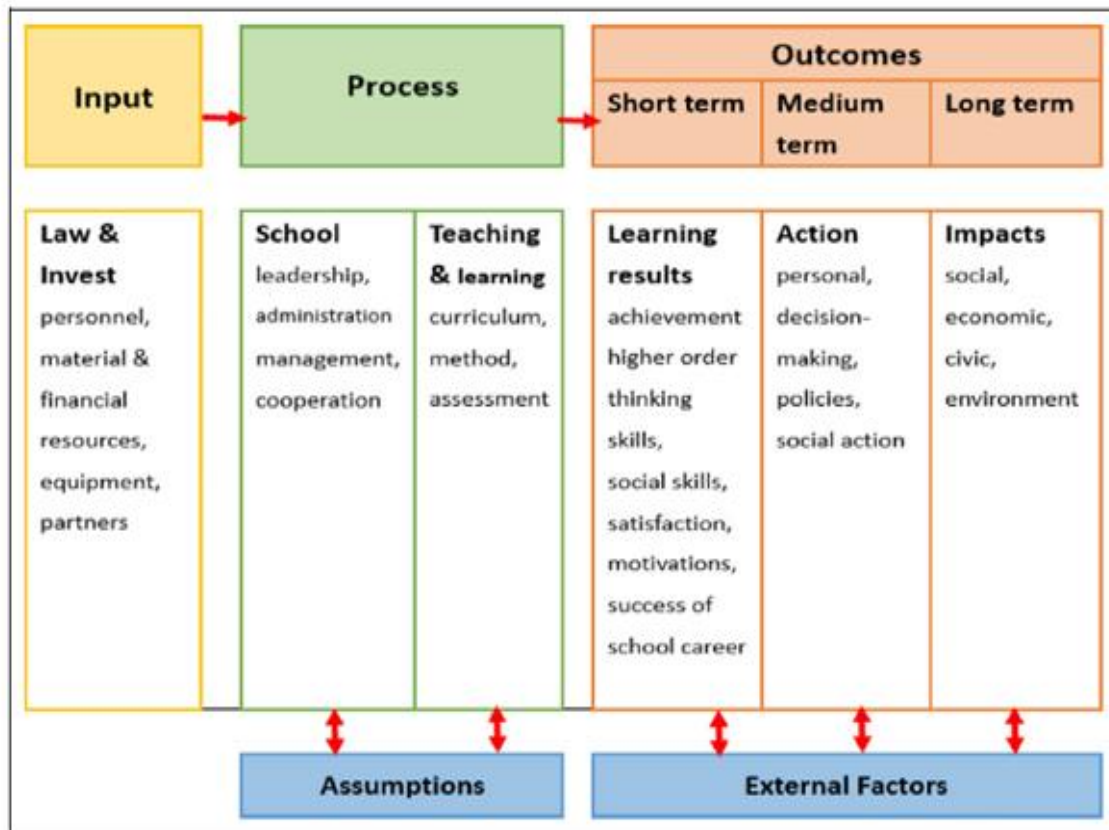 Input
Process
Outcomes
Short term
Medium
term
Long term
Law &
Invest
personnel,
material &
financial
resources,
equipment,
partners
School
leadership,
administration
management,
cooperation
Teaching
& learning
curriculum,
method,
assessment
Learning
results
achievement
higher order
thinking
skills,
social skills,
satisfaction,
motivations,
success of
school career
Action
personal,
decision-
making,
policies,
social action
Impacts
social,
economic,
civic,
environment
Assumptions
External Factors